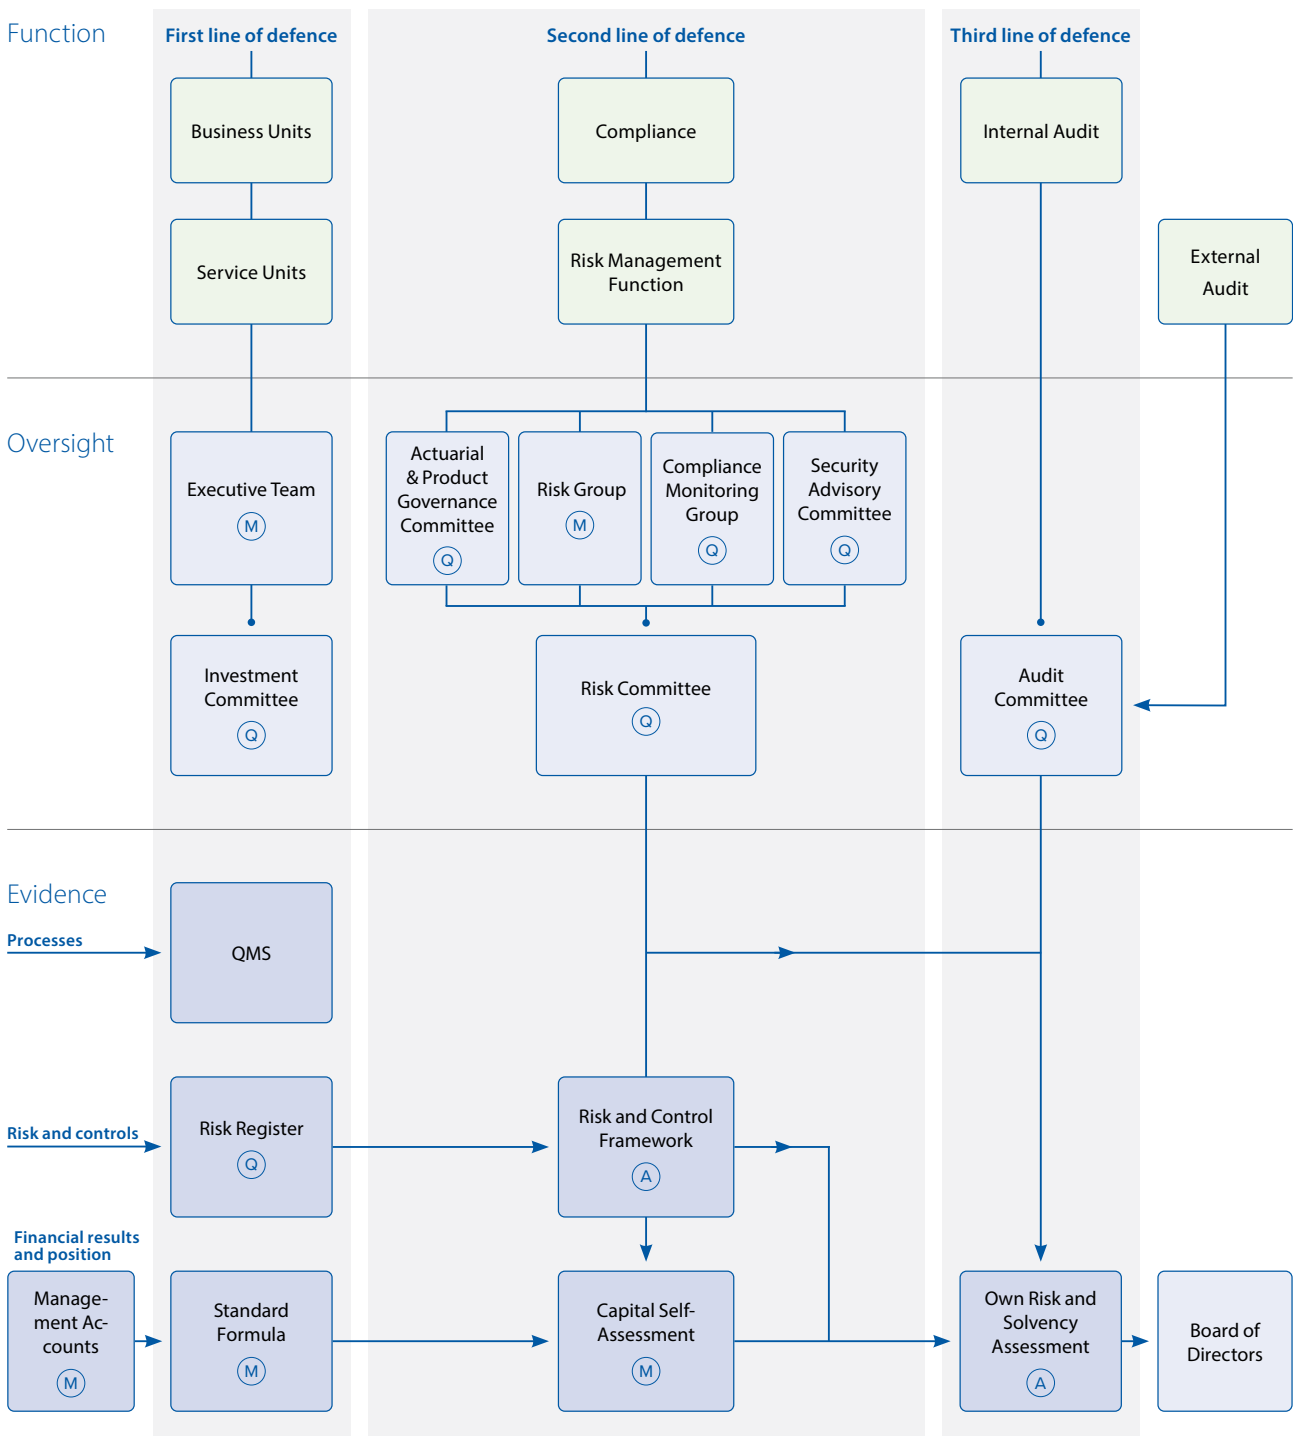 Function
First line of defence
Second line of defence
Third line of defence
Business Units
Compliance
Internal Audit
Service Units
Risk Management
Function
External
Audit
Oversight
Executive Team
M
Actuarial
& Product
Governance
Committee
Q
Risk Group
M
Compliance
Monitoring
Group
Q
Security
Advisory
Committee
Q
Investment
Committee
Q
Risk Committee
Q
Audit
Committee
Q
Evidence
Processes
QMS
Risk and controls
Risk Register
Q
Risk and Control
Framework
A
Financial results
and position
Manage-
ment Ac-
counts
M
Standard
Formula
M
Capital Self-
Assessment
M
Own Risk and
Solvency
Assessment
A
Board of
Directors